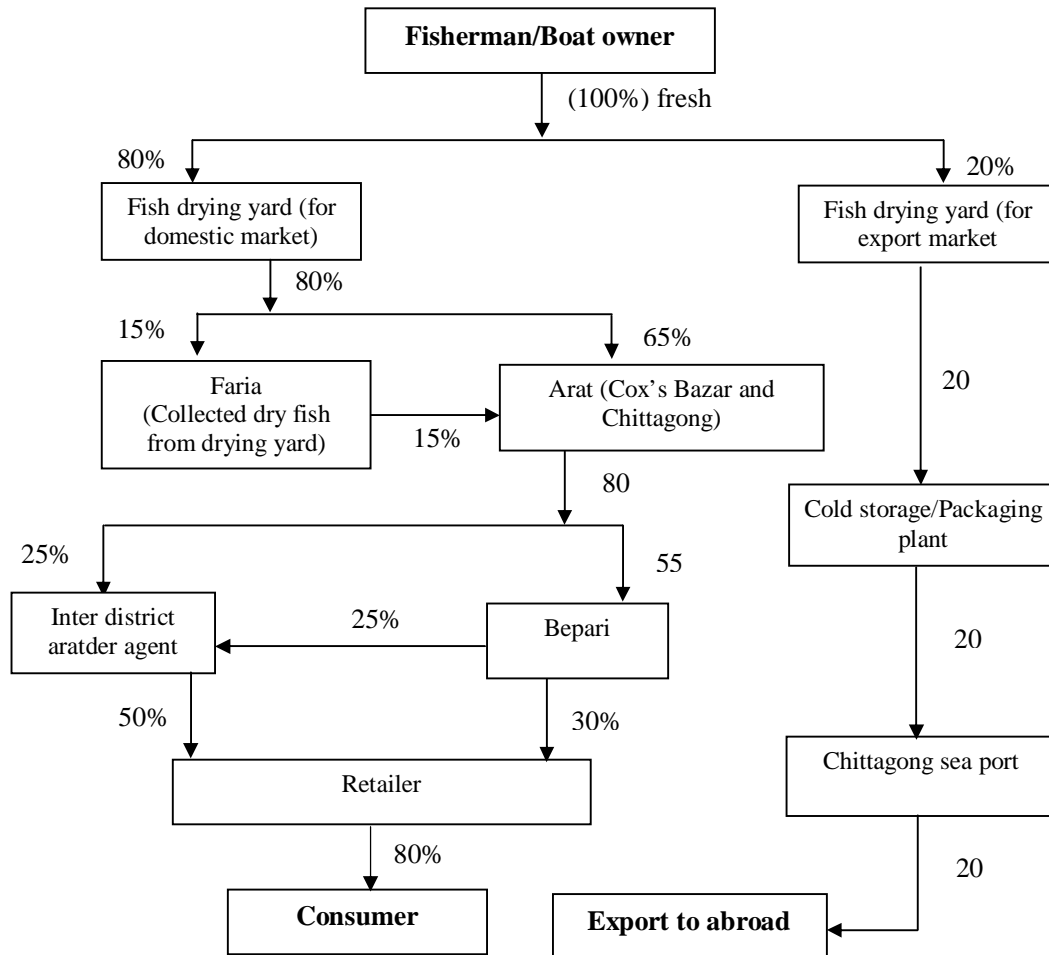 Fisherman/Boat owner
(100%) fresh
80%
20%
Fish drying yard (for
domestic market)
Fish drying yard (for
export market
80%
15%
65%
Faria
(Collected dry fish
from drying yard)
15%
Arat (Cox’s Bazar and
Chittagong)
20
80
Cold storage/Packaging
plant
25%
55
Inter district
aratder agent
25%
Bepari
20
50%
30%
Chittagong sea port
Retailer
80%
20
Consumer
Export to abroad